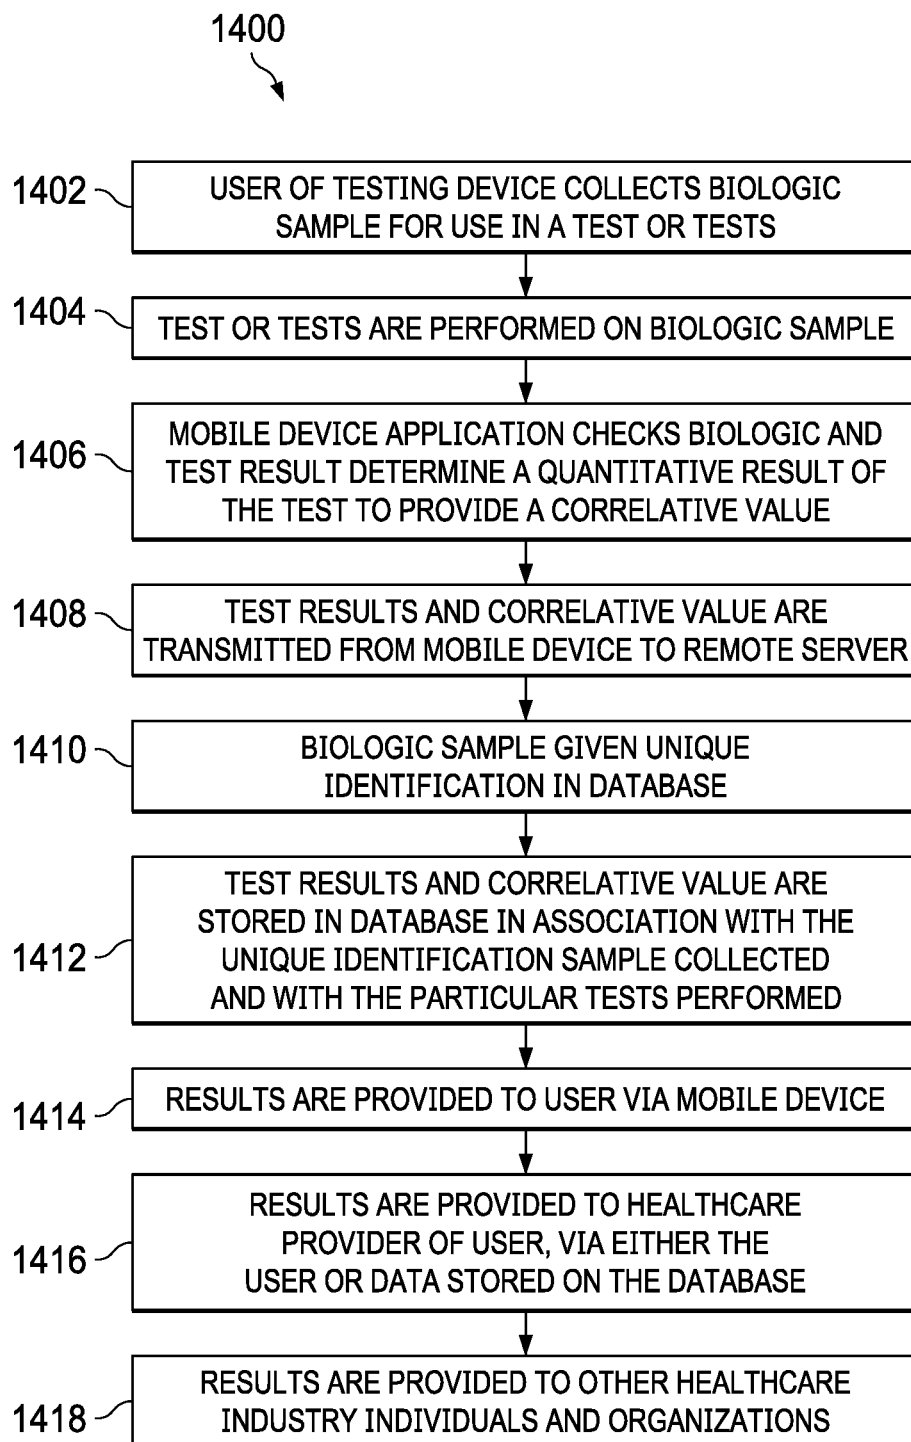 1400
1402
USER OF TESTING DEVICE COLLECTS BIOLOGIC
SAMPLE FOR USE IN A TEST OR TESTS
1404
TEST OR TESTS ARE PERFORMED ON BIOLOGIC SAMPLE
1406
MOBILE DEVICE APPLICATION CHECKS BIOLOGIC AND
TEST RESULT DETERMINE A QUANTITATIVE RESULT OF
THE TEST TO PROVIDE A CORRELATIVE VALUE
1408
TEST RESULTS AND CORRELATIVE VALUE ARE
TRANSMITTED FROM MOBILE DEVICE TO REMOTE SERVER
1410
BIOLOGIC SAMPLE GIVEN UNIQUE
IDENTIFICATION IN DATABASE
1412
TEST RESULTS AND CORRELATIVE VALUE ARE
STORED IN DATABASE IN ASSOCIATION WITH THE
UNIQUE IDENTIFICATION SAMPLE COLLECTED
AND WITH THE PARTICULAR TESTS PERFORMED
1414
RESULTS ARE PROVIDED TO USER VIA MOBILE DEVICE
1416
RESULTS ARE PROVIDED TO HEALTHCARE
PROVIDER OF USER, VIA EITHER THE
USER OR DATA STORED ON THE DATABASE
1418
RESULTS ARE PROVIDED TO OTHER HEALTHCARE
INDUSTRY INDIVIDUALS AND ORGANIZATIONS